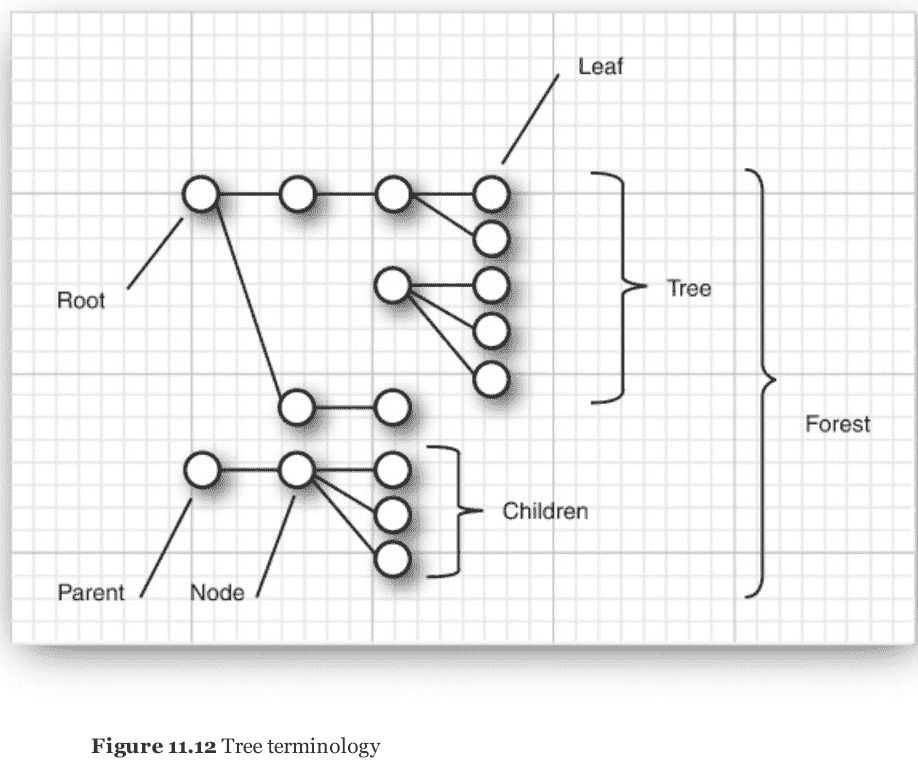 Leaf
Root
Tree
Forest
Children
Parent
Node
Figure 11.12 Tree terminology